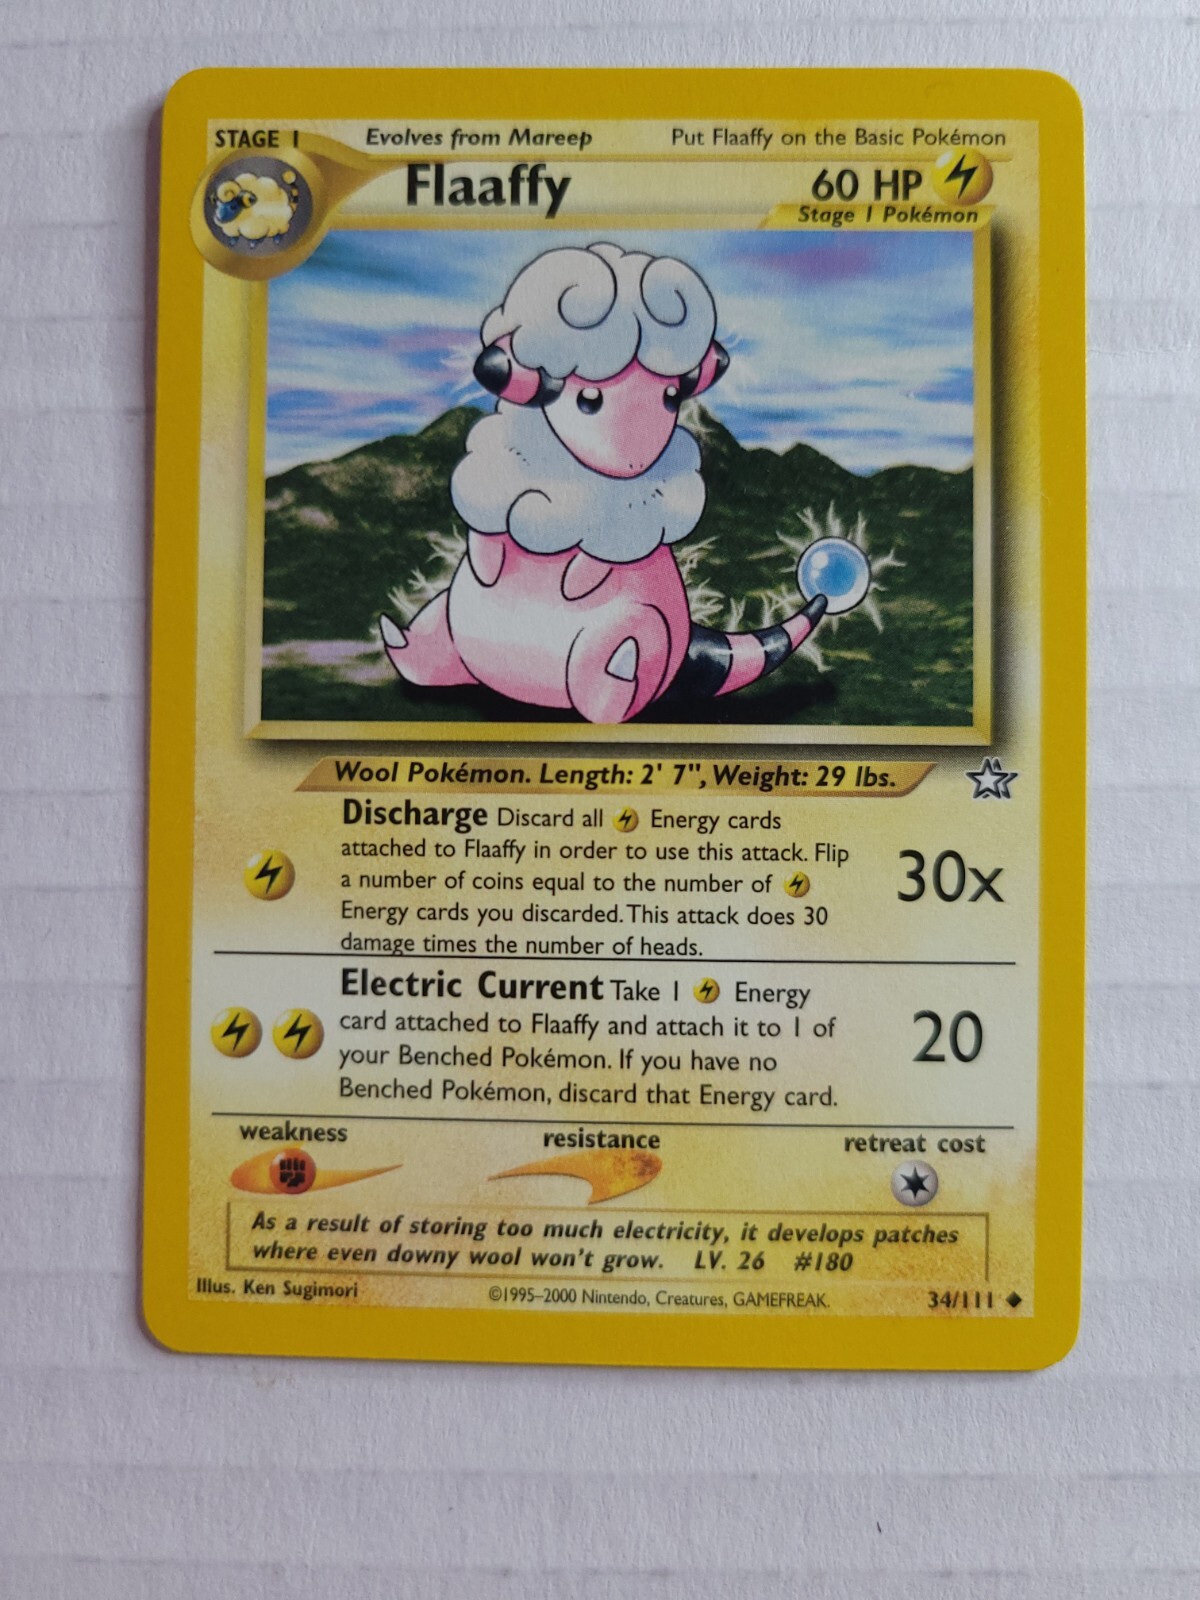 STAGE 1 Evolves from Mareep Put Flaaffy on the Basic Pokémon
Flaaffy 60 HP
Stage 1 Pokémon
Wool Pokémon. Length: 2' 7", Weight: 29 lbs.
Discharge Discard all Energy cards
attached to Flaaffy in order to use this attack. Flip
a number of coins equal to the number of
Energy cards you discarded. This attack does 30
damage times the number of heads.
30x
Electric Current Take 1 Energy
card attached to Flaaffy and attach it to 1 of
your Benched Pokémon. If you have no
Benched Pokémon, discard that Energy card.
20
weakness resistance retreat cost
As a result of storing too much electricity, it develops patches
where even downy wool won't grow. LV. 26 #180
Illus. Ken Sugimori ©1995–2000 Nintendo, Creatures, GAMEFREAK. 34/111